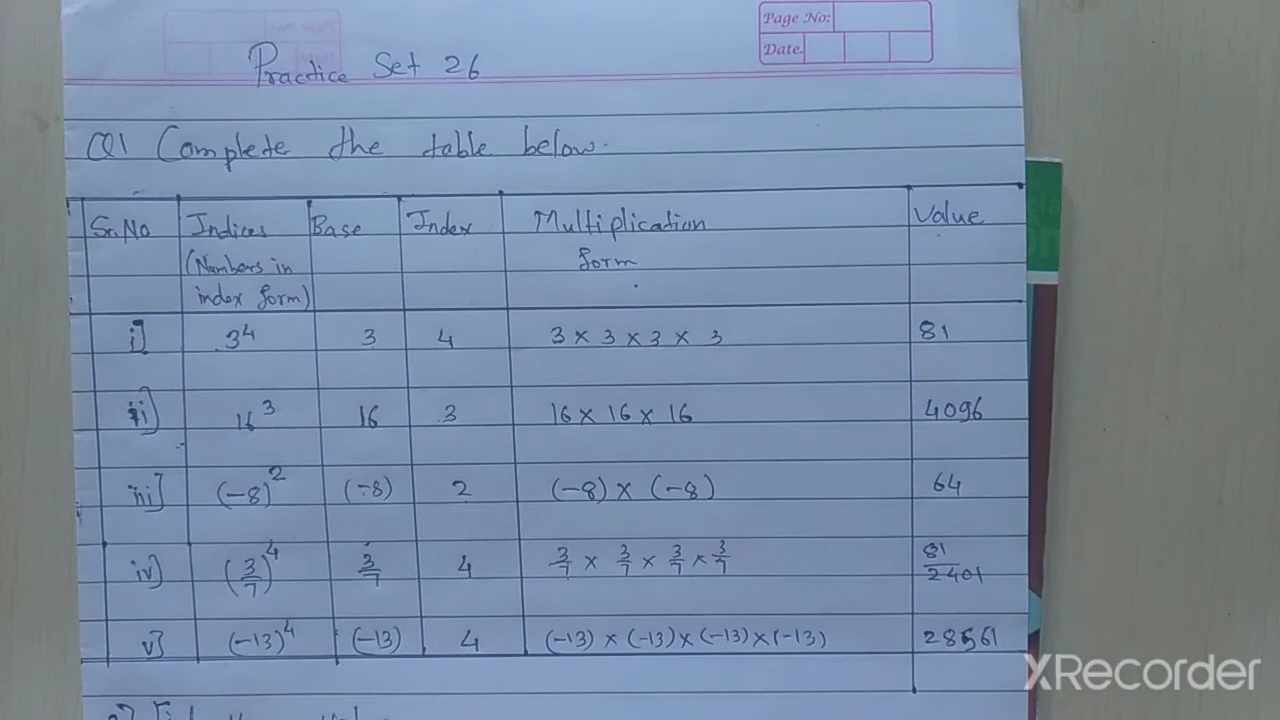 Page No:
Date.
Practice Set 26
Q1 Complete the table below.
Sr.No Indices Base Index Multiplication Value
(Numbers in form
index form)
i] 3⁴ 3 4 3 × 3 × 3 × 3 81
ii) 16³ 16 3 16 × 16 × 16 4096
iii] (-8)² (-8) 2 (-8) × (-8) 64
iv] (3/7)⁴ 3/7 4 3/7 × 3/7 × 3/7 × 3/7 81/2401
v] (-13)⁴ (-13) 4 (-13) × (-13) × (-13) × (-13) 28561
XRecorder